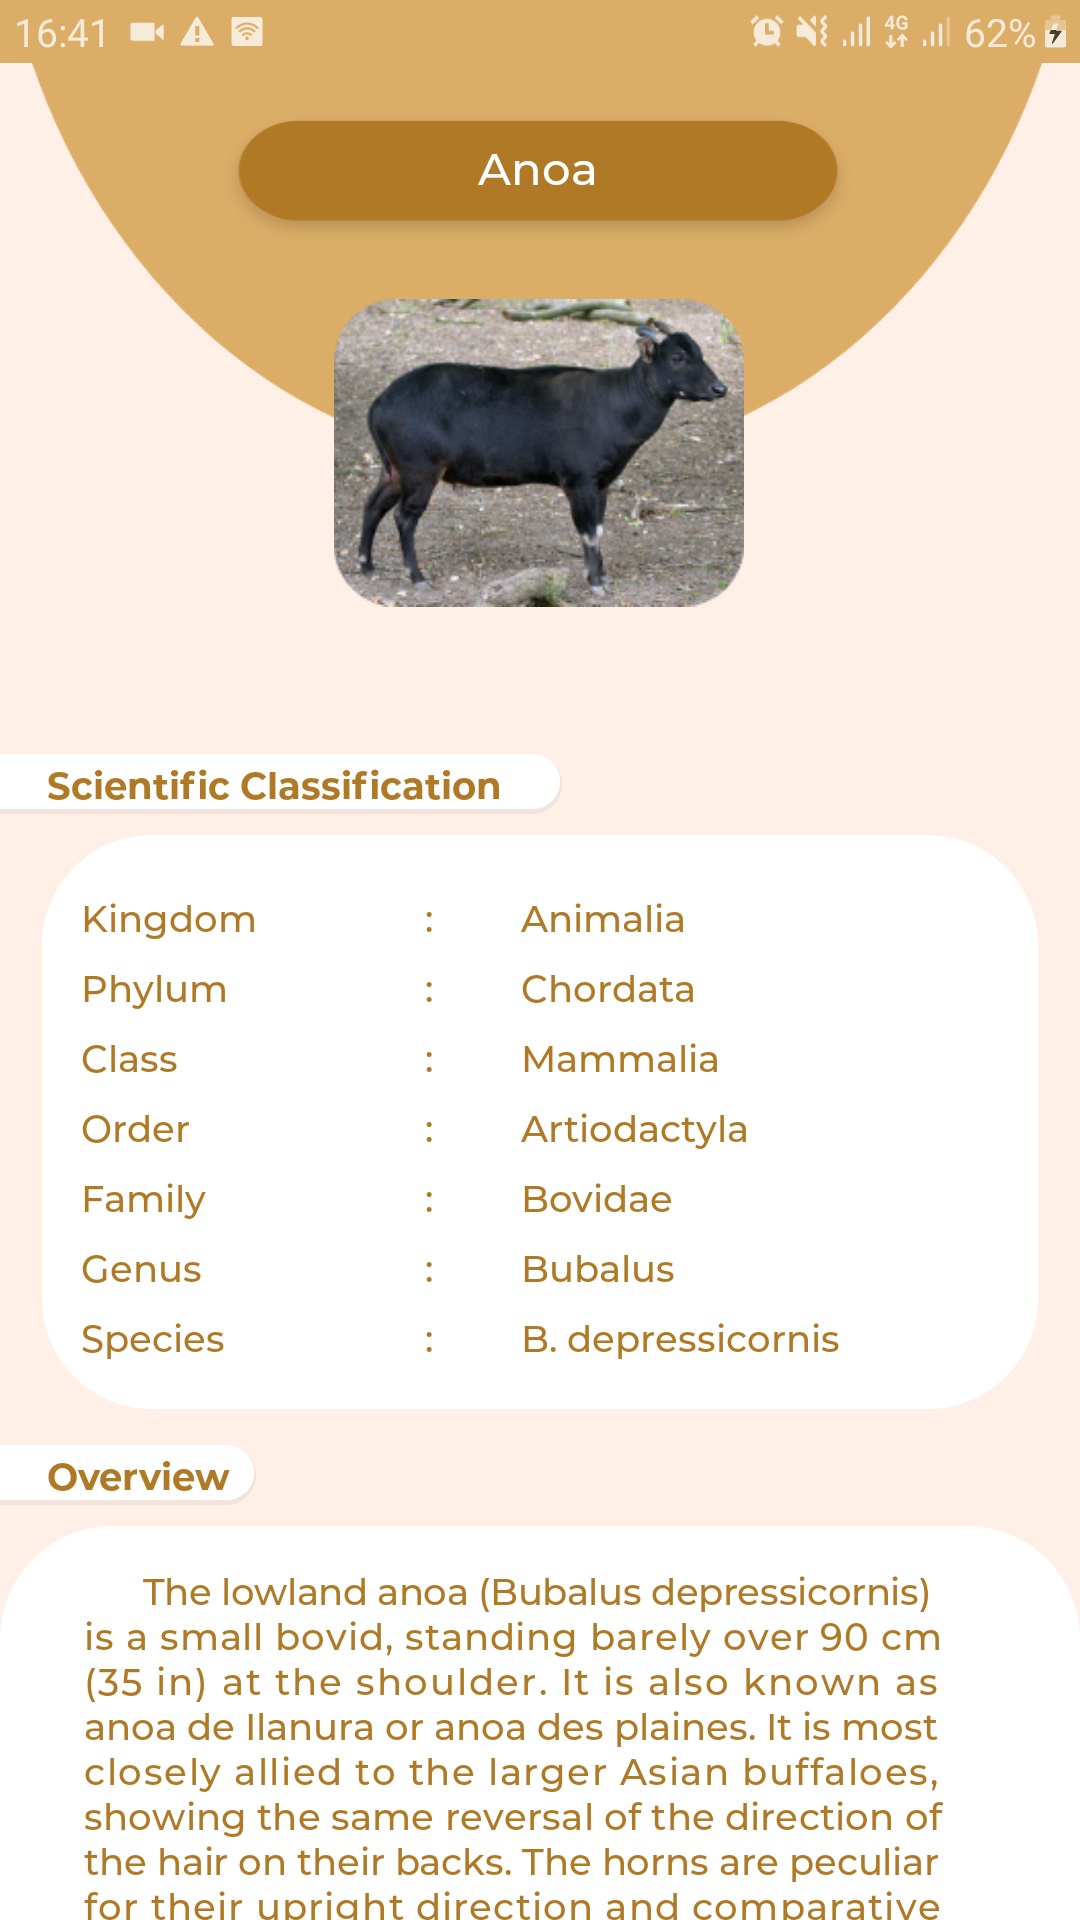 16:41 4G 62%
Anoa
Scientific Classification
Kingdom : Animalia
Phylum : Chordata
Class : Mammalia
Order : Artiodactyla
Family : Bovidae
Genus : Bubalus
Species : B. depressicornis
Overview
The lowland anoa (Bubalus depressicornis)
is a small bovid, standing barely over 90 cm
(35 in) at the shoulder. It is also known as
anoa de llanura or anoa des plaines. It is most
closely allied to the larger Asian buffaloes,
showing the same reversal of the direction of
the hair on their backs. The horns are peculiar
for their upright direction and comparative